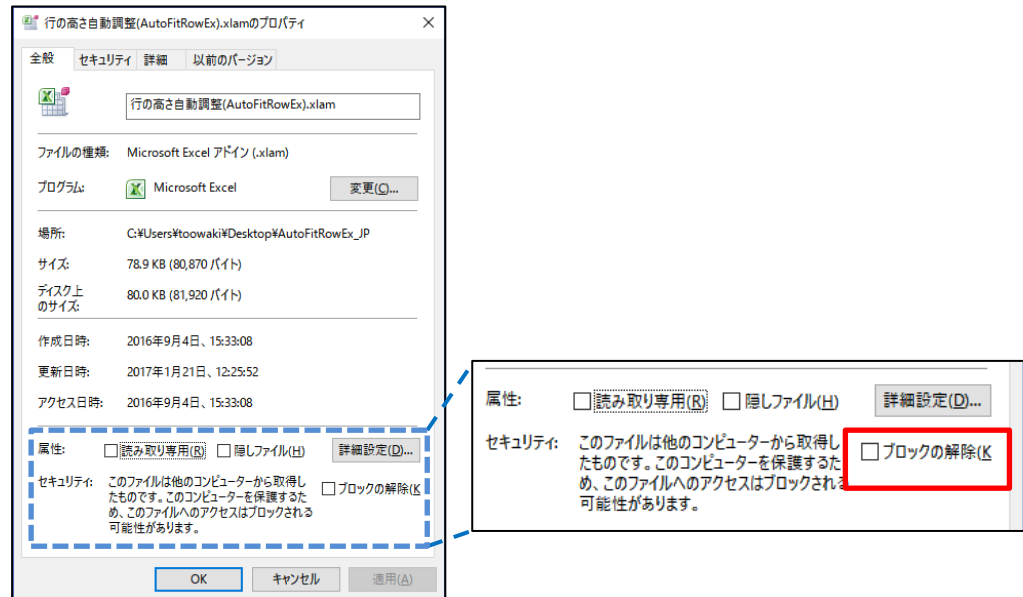 行の高さ自動調整(AutoFitRowEx).xlamのプロパティ
全般 セキュリティ 詳細 以前のバージョン
行の高さ自動調整(AutoFitRowEx).xlam
ファイルの種類: Microsoft Excel アドイン (.xlam)
プログラム: Microsoft Excel 変更(C)...
場所: C:¥Users¥toowaki¥Desktop¥AutoFitRowEx_JP
サイズ: 78.9 KB (80,870 バイト)
ディスク上
のサイズ: 80.0 KB (81,920 バイト)
作成日時: 2016年9月4日、15:33:08
更新日時: 2017年1月21日、12:25:52
アクセス日時: 2016年9月4日、15:33:08
属性: 読み取り専用(R) 隠しファイル(H) 詳細設定(D)...
セキュリティ: このファイルは他のコンピューターから取得し
たものです。このコンピューターを保護するた
め、このファイルへのアクセスはブロックされる
可能性があります。
ブロックの解除(K
OK キャンセル 適用(A)
属性: 読み取り専用(R) 隠しファイル(H) 詳細設定(D)...
セキュリティ: このファイルは他のコンピューターから取得し
たものです。このコンピューターを保護するた
め、このファイルへのアクセスはブロックされる
可能性があります。
ブロックの解除(K